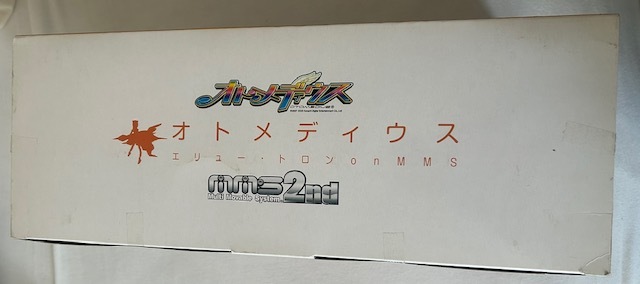 オトメディウス
オトメディウス
エリュー・トロン on MMS
MMS 2nd
Multi Movable System